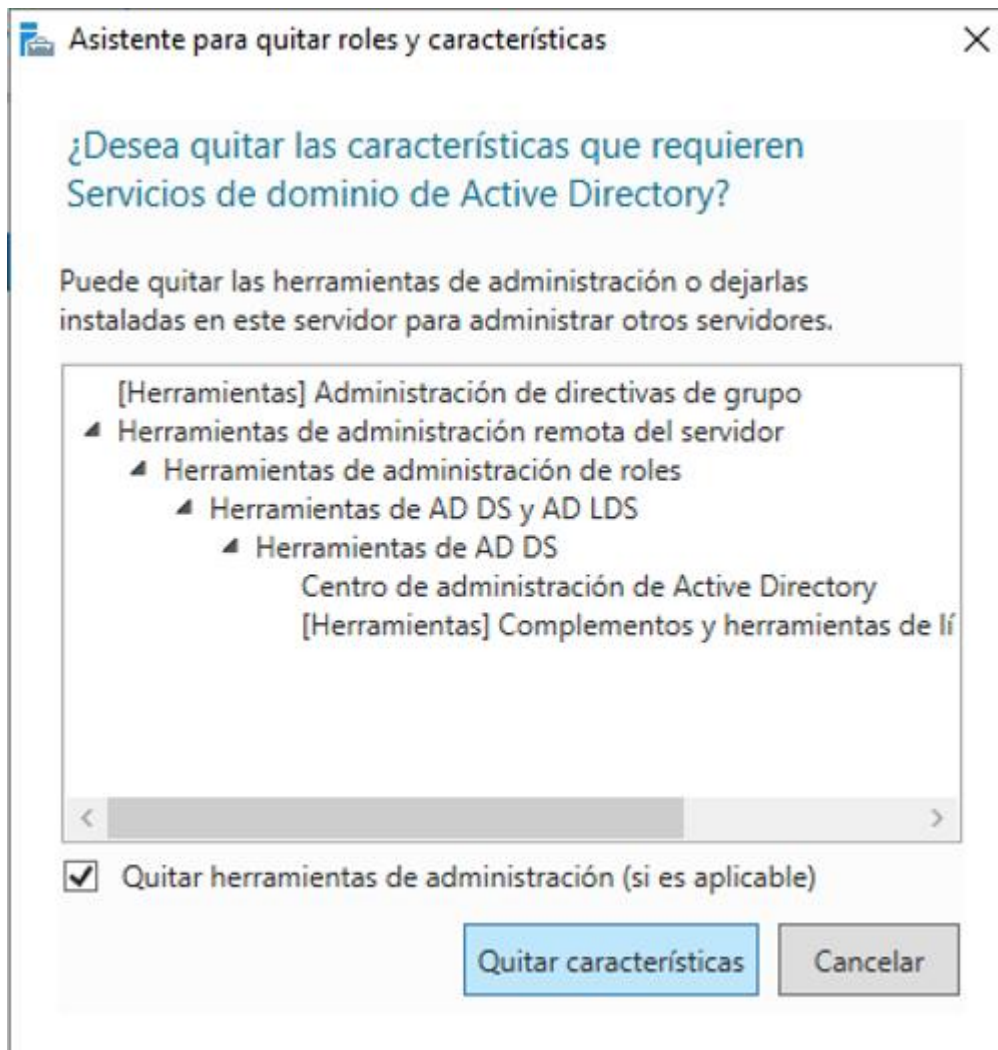 Asistente para quitar roles y características
¿Desea quitar las características que requieren
Servicios de dominio de Active Directory?
Puede quitar las herramientas de administración o dejarlas
instaladas en este servidor para administrar otros servidores.
[Herramientas] Administración de directivas de grupo
Herramientas de administración remota del servidor
Herramientas de administración de roles
Herramientas de AD DS y AD LDS
Herramientas de AD DS
Centro de administración de Active Directory
[Herramientas] Complementos y herramientas de lí
Quitar herramientas de administración (si es aplicable)
Quitar características
Cancelar